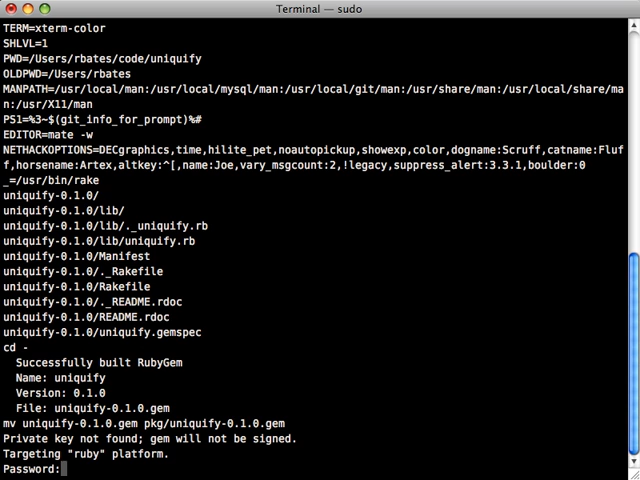 Terminal — sudo
TERM=xterm-color
SHLVL=1
PWD=/Users/rbates/code/uniquify
OLDPWD=/Users/rbates
MANPATH=/usr/local/man:/usr/local/mysql/man:/usr/local/git/man:/usr/share/man:/usr/local/share/ma
n:/usr/X11/man
PS1=%3~$(git_info_for_prompt)%#
EDITOR=mate -w
NETHACKOPTIONS=DECgraphics,time,hilite_pet,noautopickup,showexp,color,dogname:Scruff,catname:Fluf
f,horsename:Artex,altkey:^[,name:Joe,vary_msgcount:2,!legacy,suppress_alert:3.3.1,boulder:0
_=/usr/bin/rake
uniquify-0.1.0/
uniquify-0.1.0/lib/
uniquify-0.1.0/lib/._uniquify.rb
uniquify-0.1.0/lib/uniquify.rb
uniquify-0.1.0/Manifest
uniquify-0.1.0/._Rakefile
uniquify-0.1.0/Rakefile
uniquify-0.1.0/._README.rdoc
uniquify-0.1.0/README.rdoc
uniquify-0.1.0/uniquify.gemspec
cd -
Successfully built RubyGem
Name: uniquify
Version: 0.1.0
File: uniquify-0.1.0.gem
mv uniquify-0.1.0.gem pkg/uniquify-0.1.0.gem
Private key not found; gem will not be signed.
Targeting "ruby" platform.
Password: